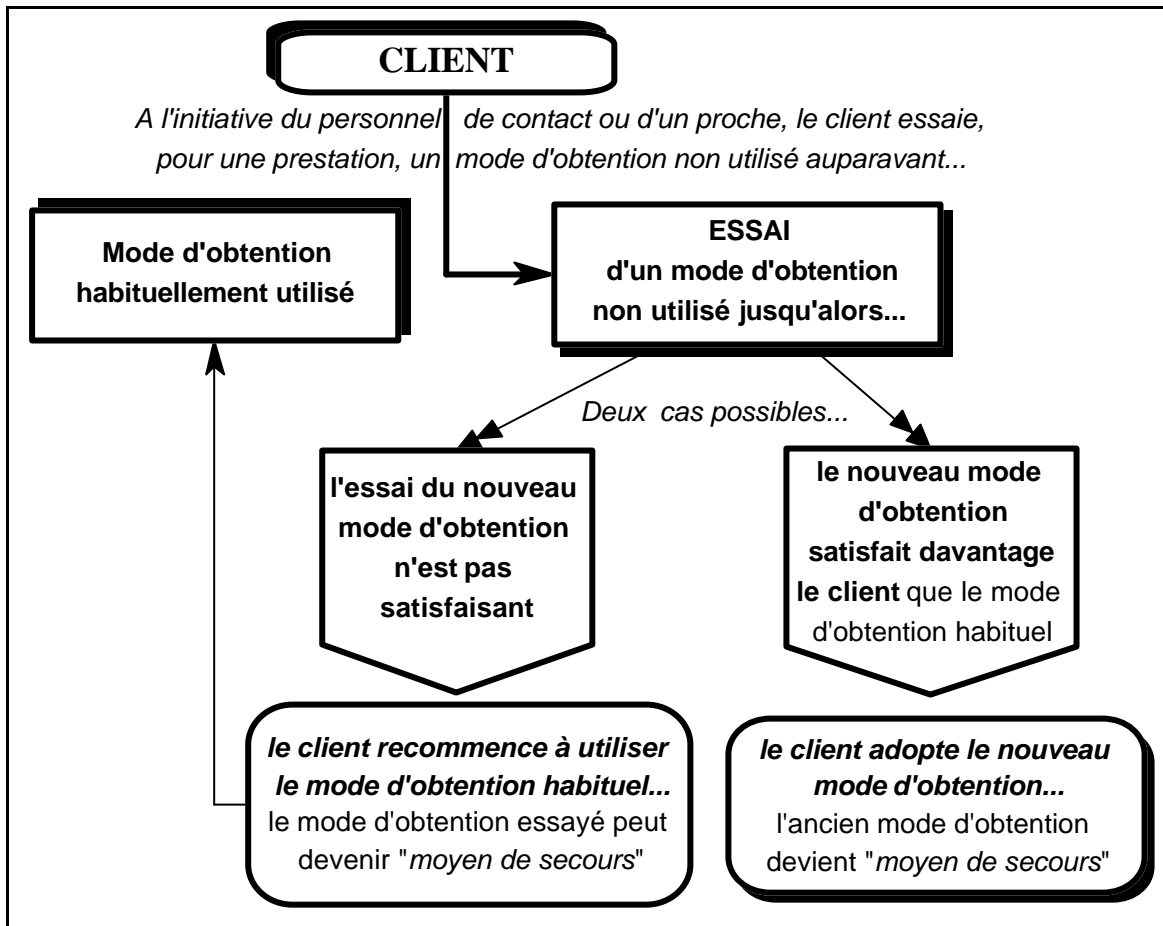 CLIENT
A l'initiative du personnel de contact ou d'un proche, le client essaie,
pour une prestation, un mode d'obtention non utilisé auparavant...
Mode d'obtention
habituellement utilisé
ESSAI
d'un mode d'obtention
non utilisé jusqu'alors...
Deux cas possibles...
l'essai du nouveau
mode d'obtention
n'est pas
satisfaisant
le nouveau mode
d'obtention
satisfait davantage
le client que le mode
d'obtention habituel
le client recommence à utiliser
le mode d'obtention habituel...
le mode d'obtention essayé peut
devenir "moyen de secours"
le client adopte le nouveau
mode d'obtention...
l'ancien mode d'obtention
devient "moyen de secours"